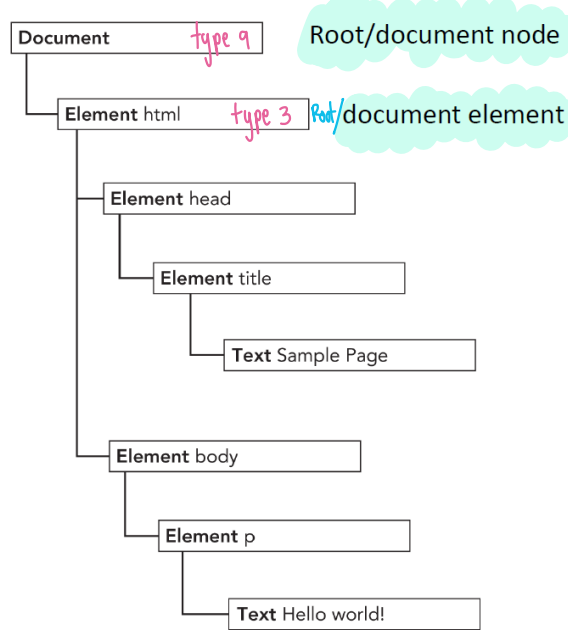 Document type 9 Root/document node
Element html type 3 Root/document element
Element head
Element title
Text Sample Page
Element body
Element p
Text Hello world!